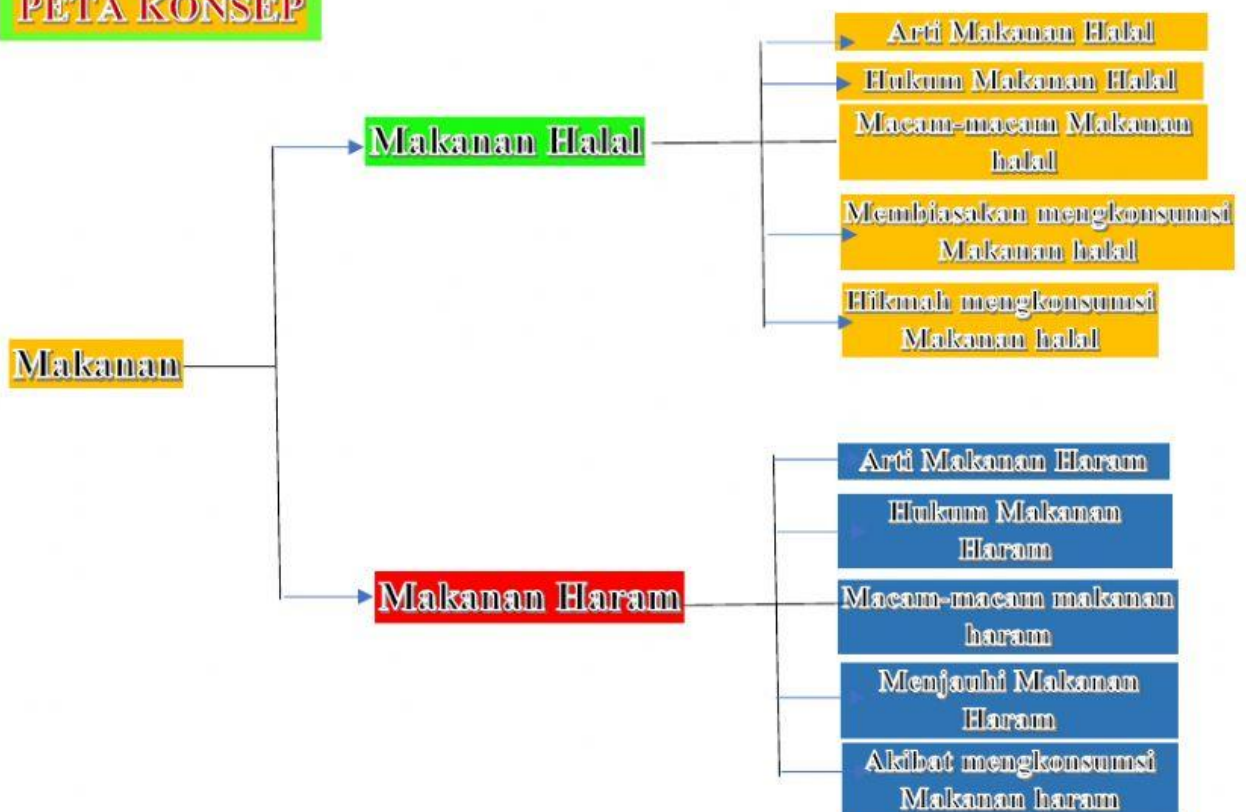 PETA KONSEP
Arti Makanan Halal
Hukum Makanan Halal
Makanan Halal
Macam-macam Makanan
halal
Membiasakan mengkonsumsi
Makanan halal
Hikmah mengkonsumsi
Makanan halal
Makanan
Arti Makanan Haram
Hukum Makanan
Haram
Makanan Haram
Macam-macam makanan
haram
Menjauhi Makanan
Haram
Akibat mengkonsumsi
Makanan haram